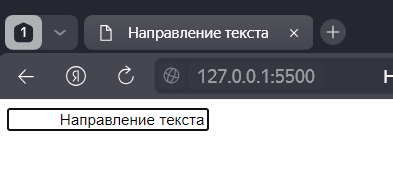 1 Направление текста
127.0.0.1:5500
Направление текста